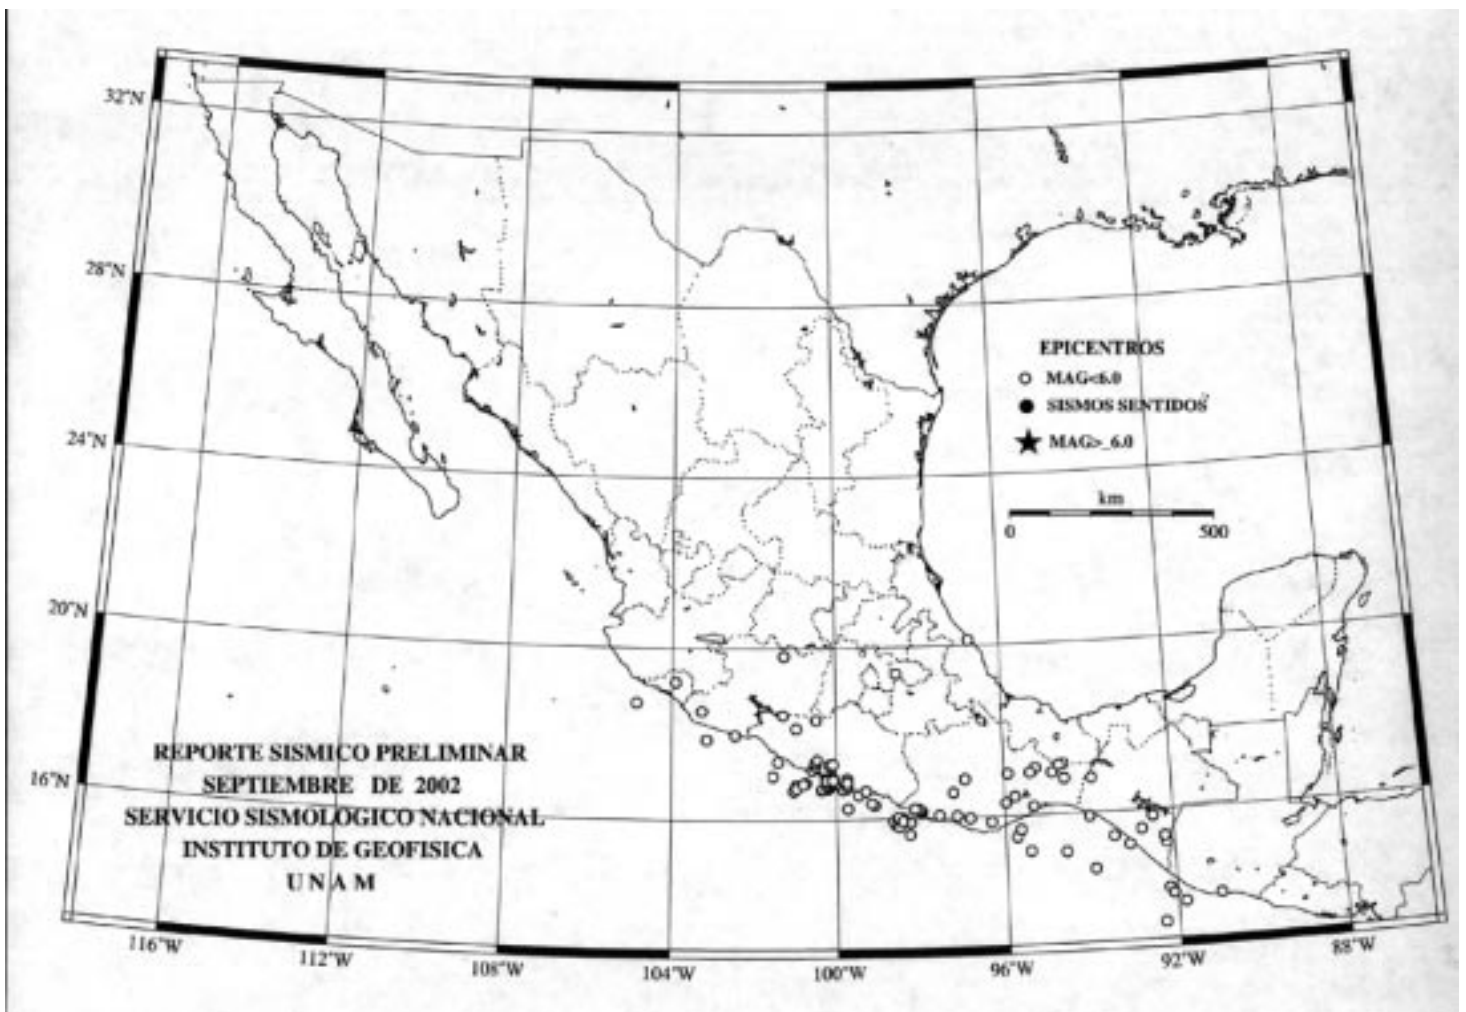 32°N
28°N
24°N
20°N
16°N
EPICENTROS
MAG<6.0
SISMOS SENTIDOS
MAG>_6.0
km
0 500
REPORTE SISMICO PRELIMINAR
SEPTIEMBRE DE 2002
SERVICIO SISMOLOGICO NACIONAL
INSTITUTO DE GEOFISICA
U N A M
116°W 112°W 108°W 104°W 100°W 96°W 92°W 88°W